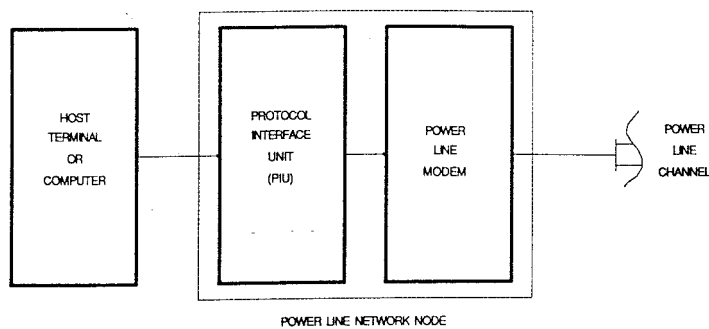 HOST
TERMINAL
OR
COMPUTER
PROTOCOL
INTERFACE
UNIT
(PIU)
POWER
LINE
MODEM
POWER
LINE
CHANNEL
POWER LINE NETWORK NODE